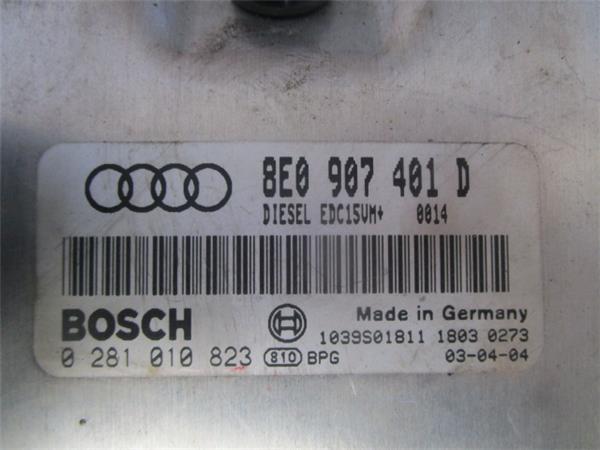 8E0 907 401 D
DIESEL EDC15VM+ 0014
BOSCH
Made in Germany
1039S01811 1803 0273
0 281 010 823 810 BPG 03-04-04